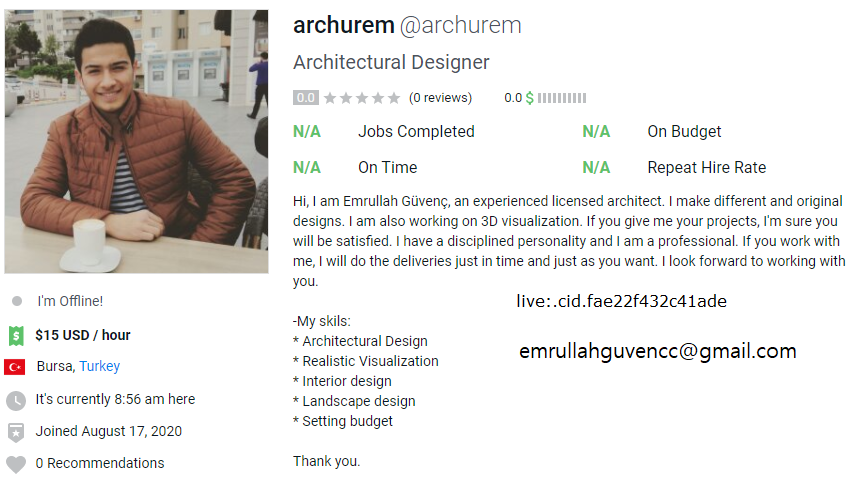 archurem @archurem
Architectural Designer
0.0 (0 reviews) 0.0 $
N/A Jobs Completed N/A On Budget
N/A On Time N/A Repeat Hire Rate
Hi, I am Emrullah Güvenç, an experienced licensed architect. I make different and original
designs. I am also working on 3D visualization. If you give me your projects, I'm sure you
will be satisfied. I have a disciplined personality and I am a professional. If you work with
me, I will do the deliveries just in time and just as you want. I look forward to working with
you.
live:.cid.fae22f432c41ade
emrullahguvencc@gmail.com
-My skils:
* Architectural Design
* Realistic Visualization
* Interior design
* Landscape design
* Setting budget
Thank you.
I'm Offline!
$ $15 USD / hour
Bursa, Turkey
It's currently 8:56 am here
Joined August 17, 2020
0 Recommendations